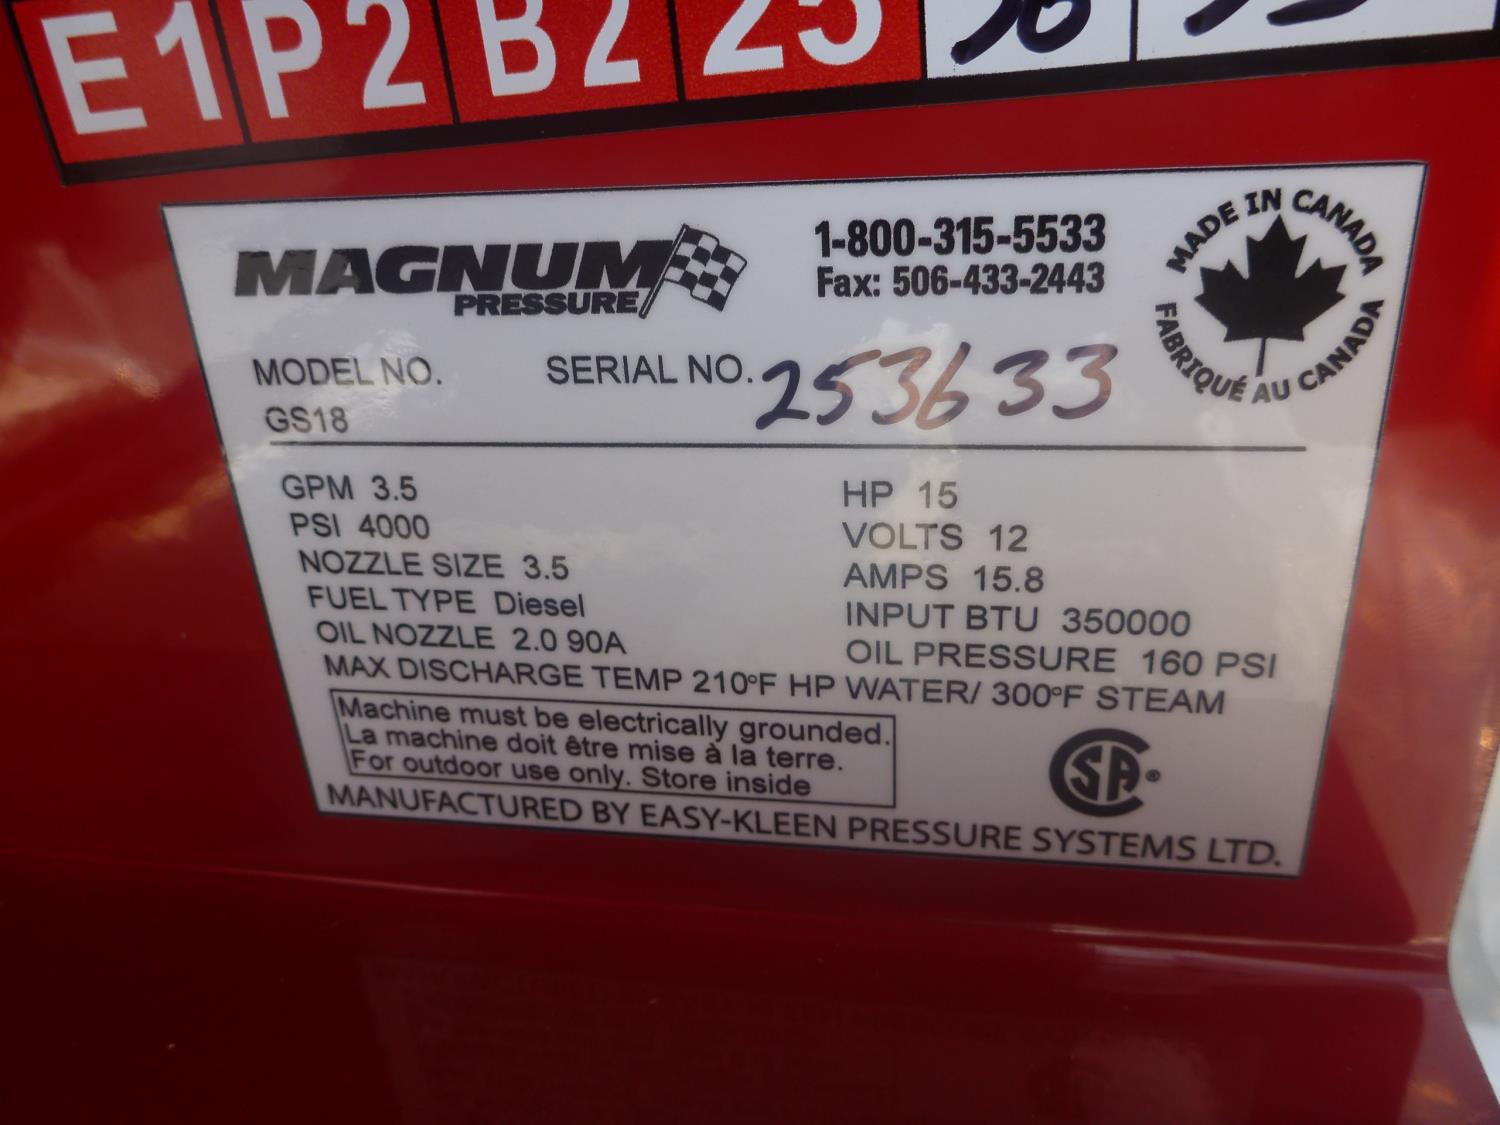 E1 P2 B2 25
MAGNUM
PRESSURE
1-800-315-5533
Fax: 506-433-2443
MADE IN CANADA
FABRIQUÉ AU CANADA
MODEL NO. SERIAL NO. 253633
GS18
GPM 3.5 HP 15
PSI 4000 VOLTS 12
NOZZLE SIZE 3.5 AMPS 15.8
FUEL TYPE Diesel INPUT BTU 350000
OIL NOZZLE 2.0 90A OIL PRESSURE 160 PSI
MAX DISCHARGE TEMP 210°F HP WATER/ 300°F STEAM
Machine must be electrically grounded.
La machine doit être mise à la terre.
For outdoor use only. Store inside
CSA®
MANUFACTURED BY EASY-KLEEN PRESSURE SYSTEMS LTD.